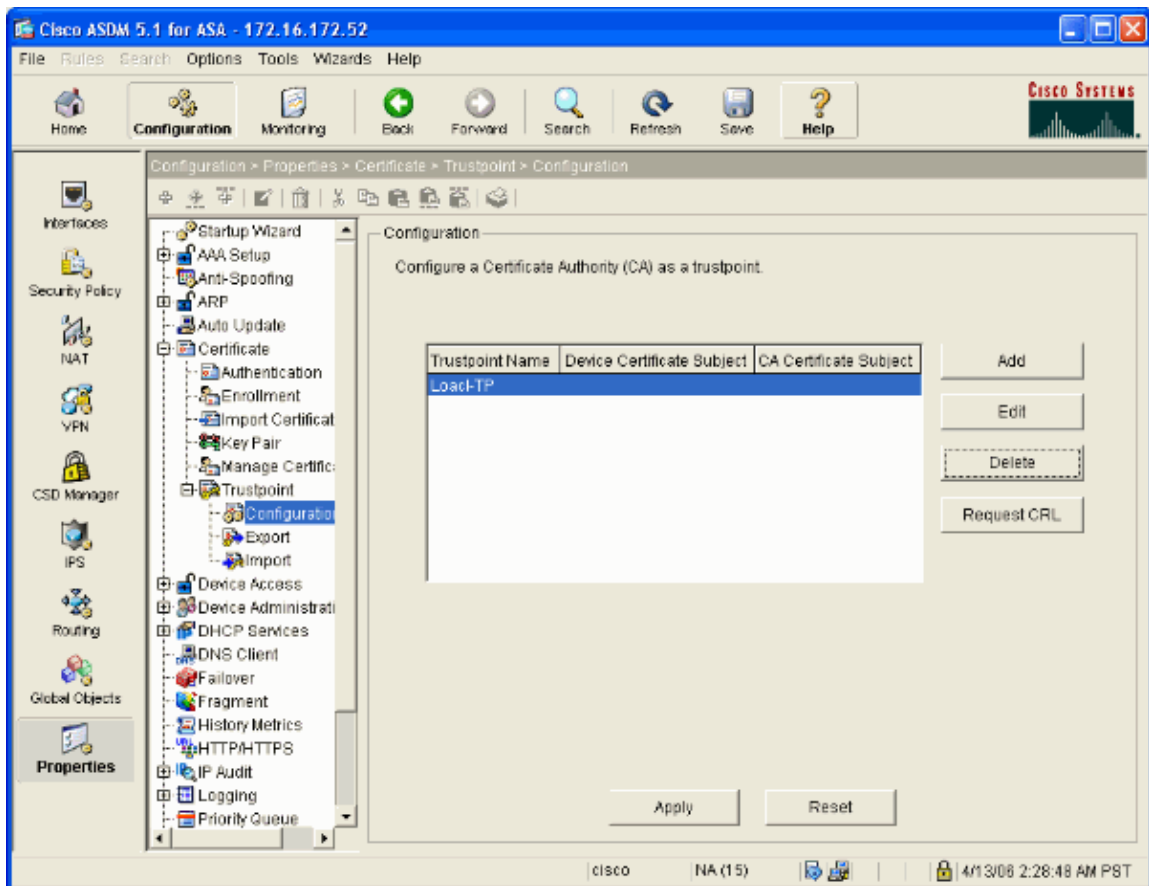 Cisco ASDM 5.1 for ASA - 172.16.172.52
File Rules Search Options Tools Wizards Help
Home Configuration Monitoring Back Forward Search Refresh Save Help
CISCO SYSTEMS
Configuration > Properties > Certificate > Trustpoint > Configuration
Interfaces
Security Policy
NAT
VPN
CSD Manager
IPS
Routing
Global Objects
Properties
Startup Wizard
AAA Setup
Anti-Spoofing
ARP
Auto Update
Certificate
Authentication
Enrollment
Import Certificat
Key Pair
Manage Certific
Trustpoint
Configuration
Export
Import
Device Access
Device Administrati
DHCP Services
DNS Client
Failover
Fragment
History Metrics
HTTP/HTTPS
IP Audit
Logging
Priority Queue
Configuration
Configure a Certificate Authority (CA) as a trustpoint.
Trustpoint Name Device Certificate Subject CA Certificate Subject
Loacl-TP
Add
Edit
Delete
Request CRL
Apply Reset
cisco NA (15) 4/13/06 2:28:48 AM PST